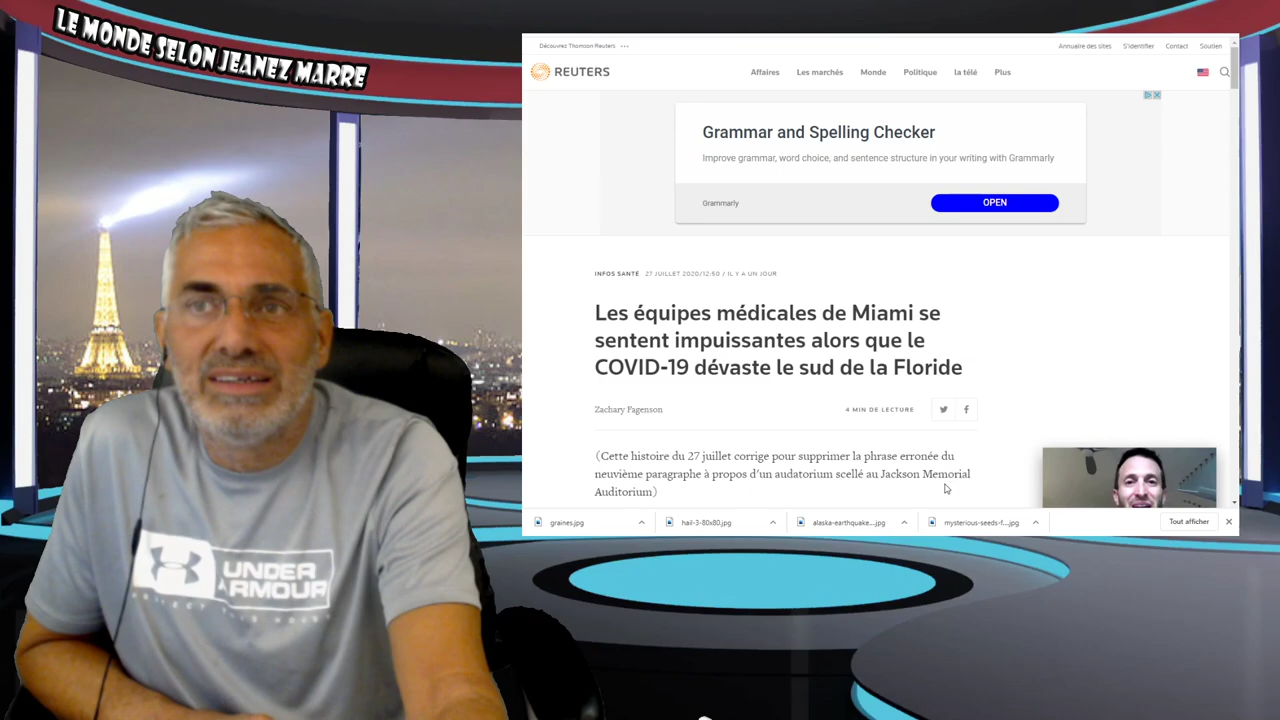 LE MONDE SELON JEANEZ MARRE
Découvrez Thomson Reuters •••
Annuaire des sites S'identifier Contact Soutien
REUTERS
Affaires Les marchés Monde Politique la télé Plus
Grammar and Spelling Checker
Improve grammar, word choice, and sentence structure in your writing with Grammarly
Grammarly
OPEN
INFOS SANTÉ 27 JUILLET 2020/12:50 / IL Y A UN JOUR
Les équipes médicales de Miami se
sentent impuissantes alors que le
COVID-19 dévaste le sud de la Floride
Zachary Fagenson
4 MIN DE LECTURE
(Cette histoire du 27 juillet corrige pour supprimer la phrase erronée du
neuvième paragraphe à propos d'un audatorium scellé au Jackson Memorial
Auditorium)
graines.jpg
hail-3-80x80.jpg
alaska-earthquake....jpg
mysterious-seeds-f....jpg
Tout afficher
UNDER
ARMOUR